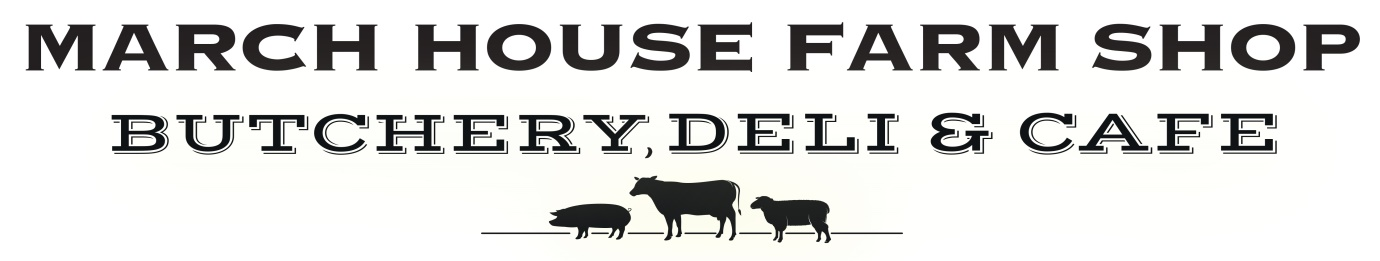 MARCH HOUSE FARM SHOP
BUTCHERY, DELI & CAFE